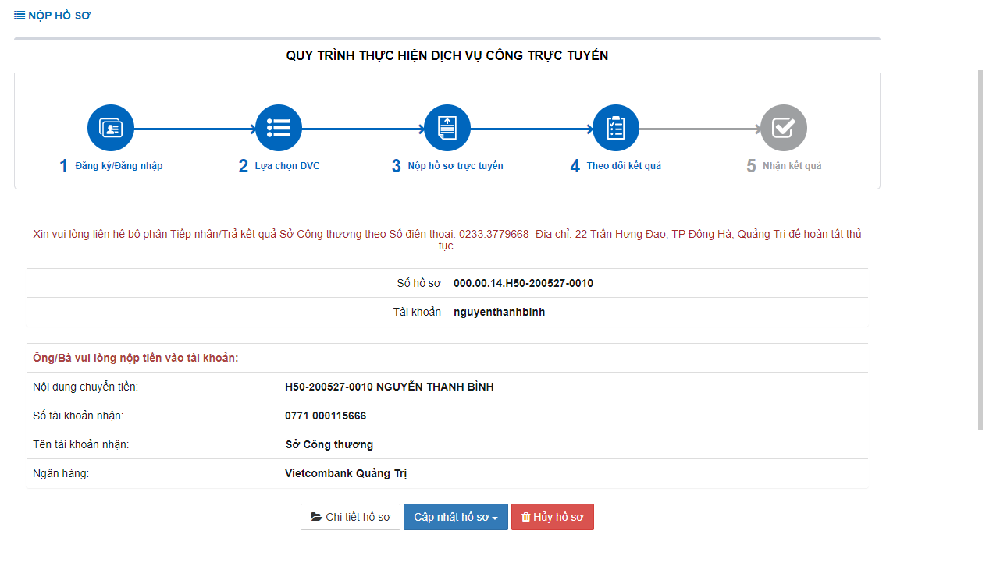 NỘP HỒ SƠ
QUY TRÌNH THỰC HIỆN DỊCH VỤ CÔNG TRỰC TUYẾN
1 Đăng ký/Đăng nhập
2 Lựa chọn DVC
3 Nộp hồ sơ trực tuyến
4 Theo dõi kết quả
5 Nhận kết quả
Xin vui lòng liên hệ bộ phận Tiếp nhận/Trả kết quả Sở Công thương theo Số điện thoại: 0233.3779668 -Địa chỉ: 22 Trần Hưng Đạo, TP Đông Hà, Quảng Trị để hoàn tất thủ
tục.
Số hồ sơ 000.00.14.H50-200527-0010
Tài khoản nguyenthanhbinh
Ông/Bà vui lòng nộp tiền vào tài khoản:
Nội dung chuyển tiền: H50-200527-0010 NGUYỄN THANH BÌNH
Số tài khoản nhận: 0771 000115666
Tên tài khoản nhận: Sở Công thương
Ngân hàng: Vietcombank Quảng Trị
Chi tiết hồ sơ Cập nhật hồ sơ Hủy hồ sơ